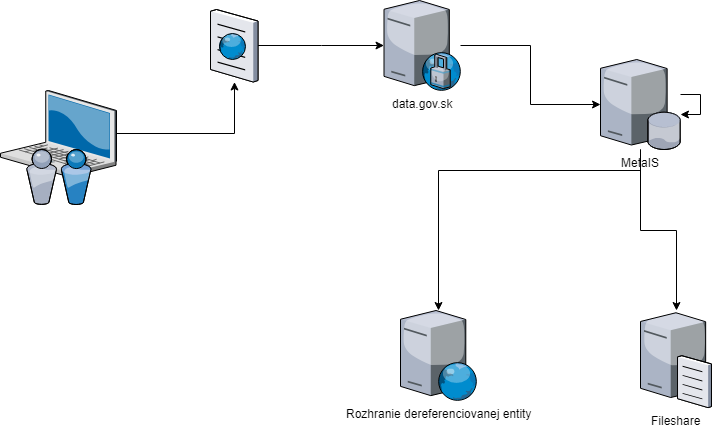 data.gov.sk
MetaIS
Rozhranie dereferenciovanej entity
Fileshare